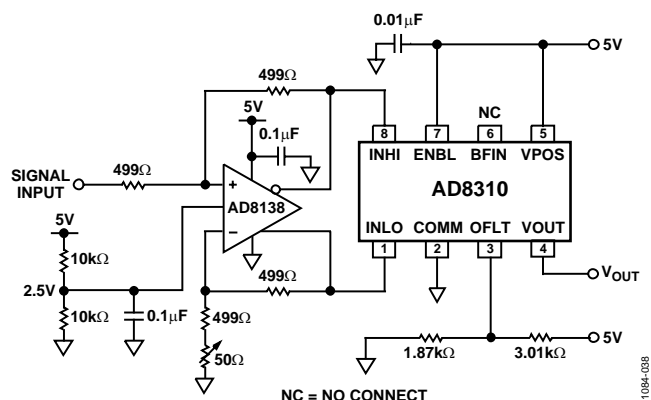 0.01μF
5V
499Ω
5V
NC
0.1μF
8 7 6 5
INHI ENBL BFIN VPOS
499Ω
SIGNAL
INPUT
+
AD8138
AD8310
5V
−
INLO COMM OFLT VOUT
10kΩ
1 2 3 4
499Ω
2.5V
VOUT
10kΩ
0.1μF
499Ω
5V
50Ω
1.87kΩ
3.01kΩ
NC = NO CONNECT
1084-038